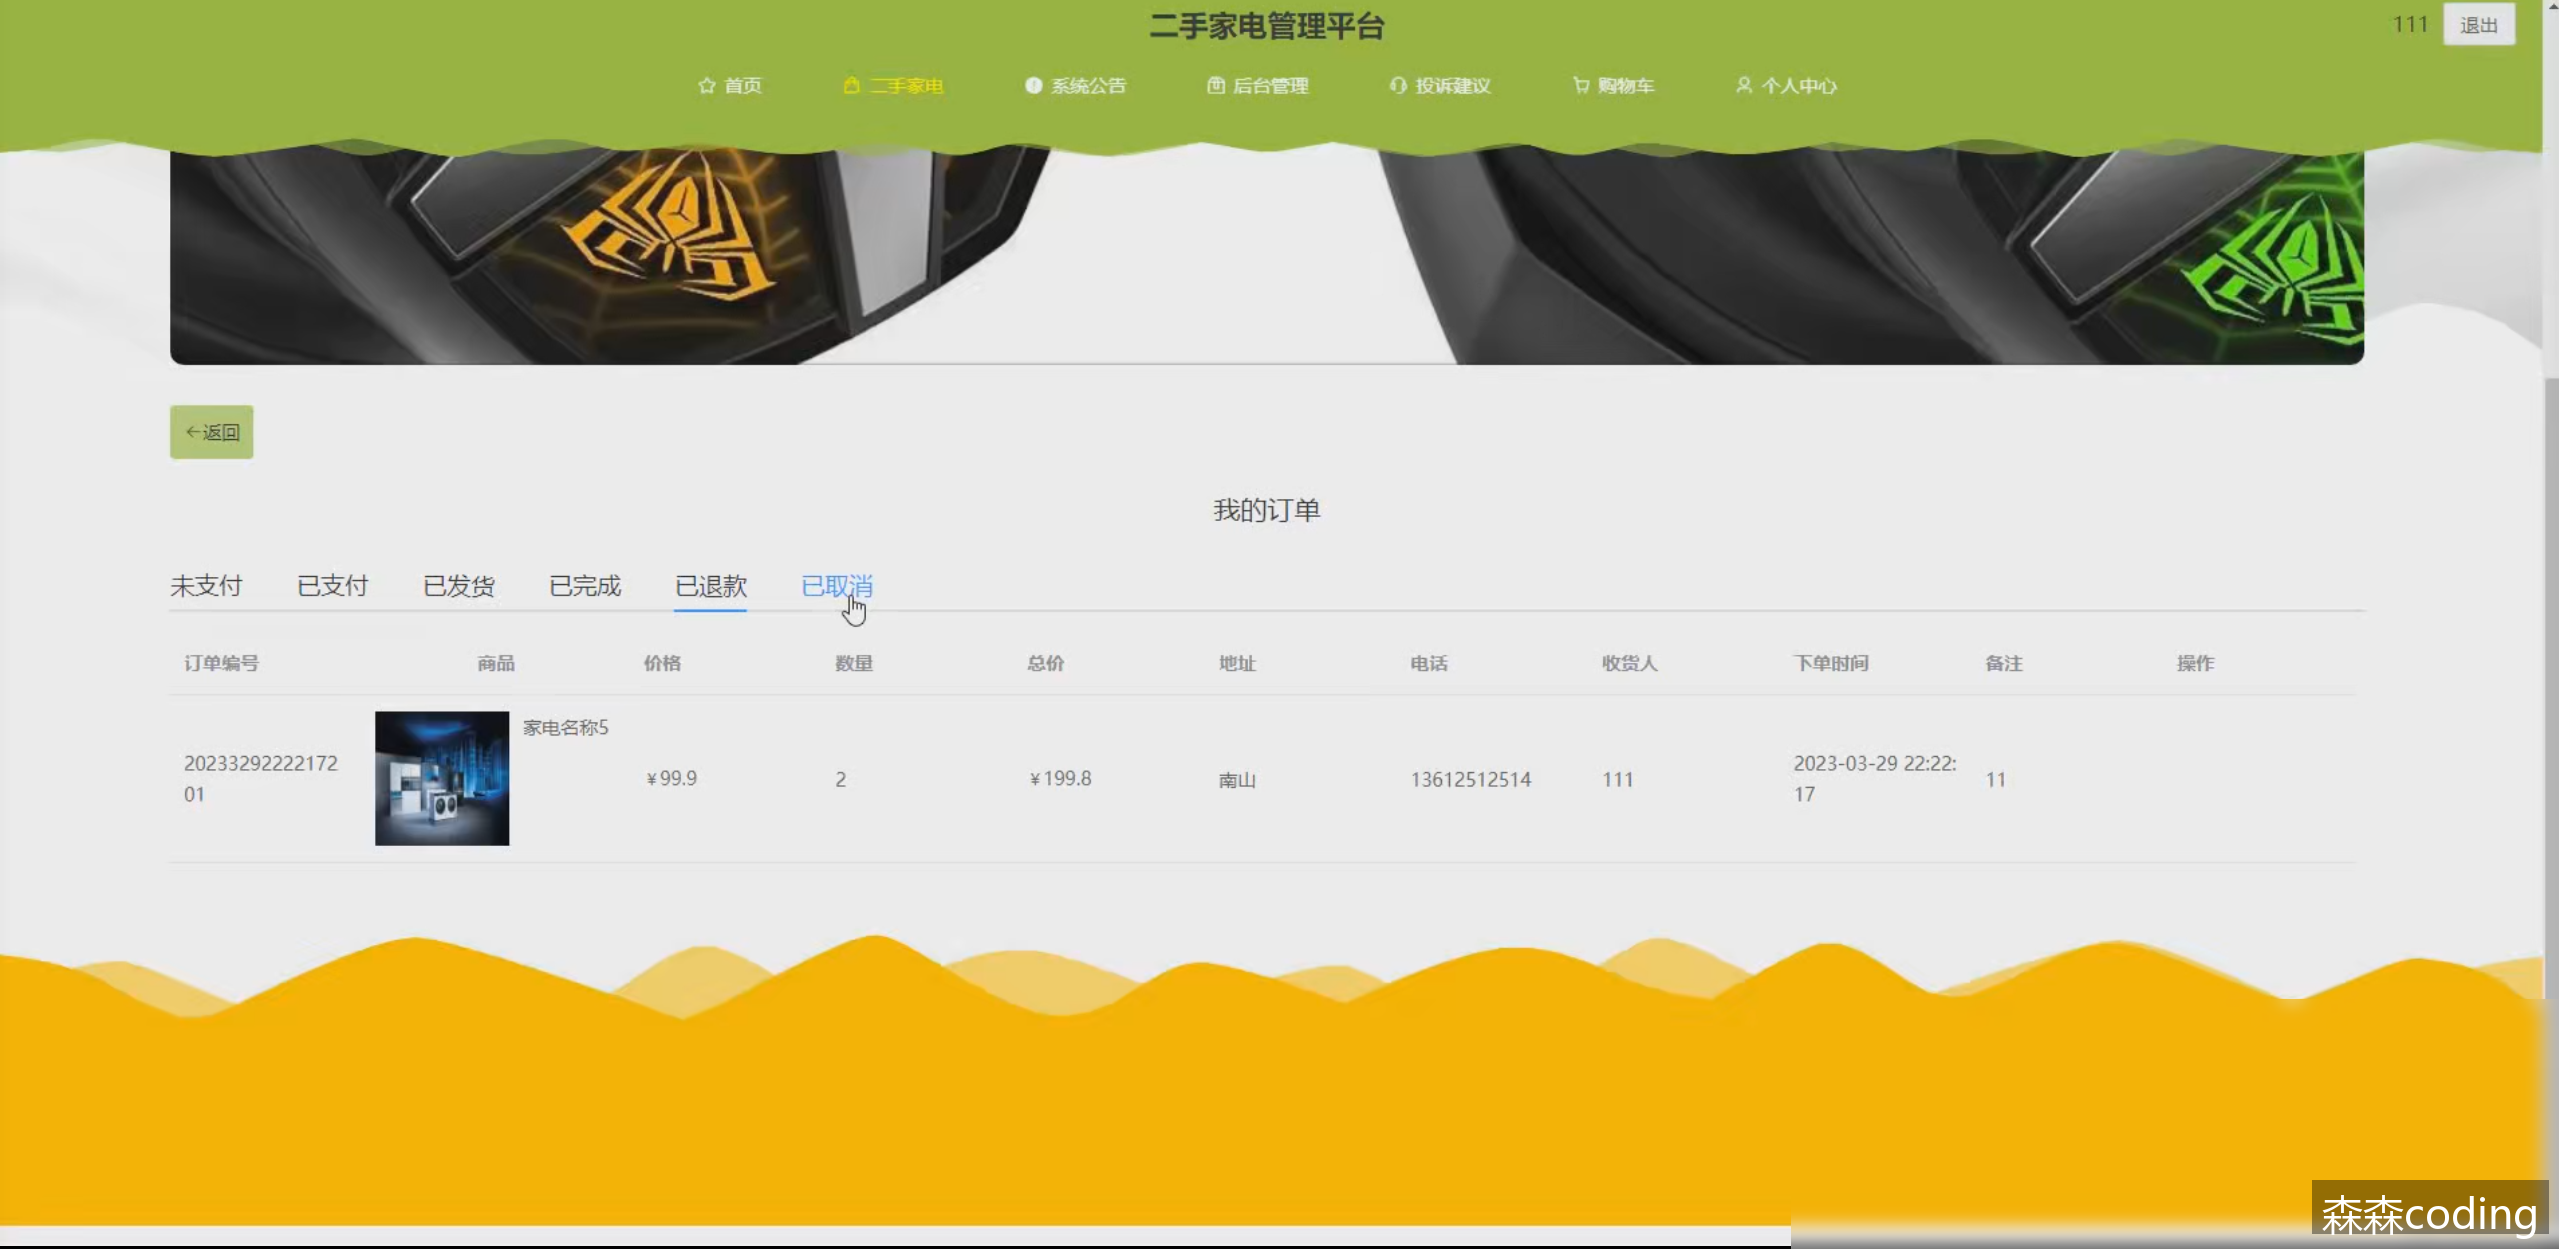 二手家电管理平台
111 退出
首页 二手家电 系统公告 后台管理 投诉建议 购物车 个人中心
←返回
我的订单
未支付 已支付 已发货 已完成 已退款 已取消
订单编号 商品 价格 数量 总价 地址 电话 收货人 下单时间 备注 操作
家电名称5
20233292222172 2023-03-29 22:22:
¥99.9 2 ¥199.8 南山 13612512514 111 11
01 17
森森coding